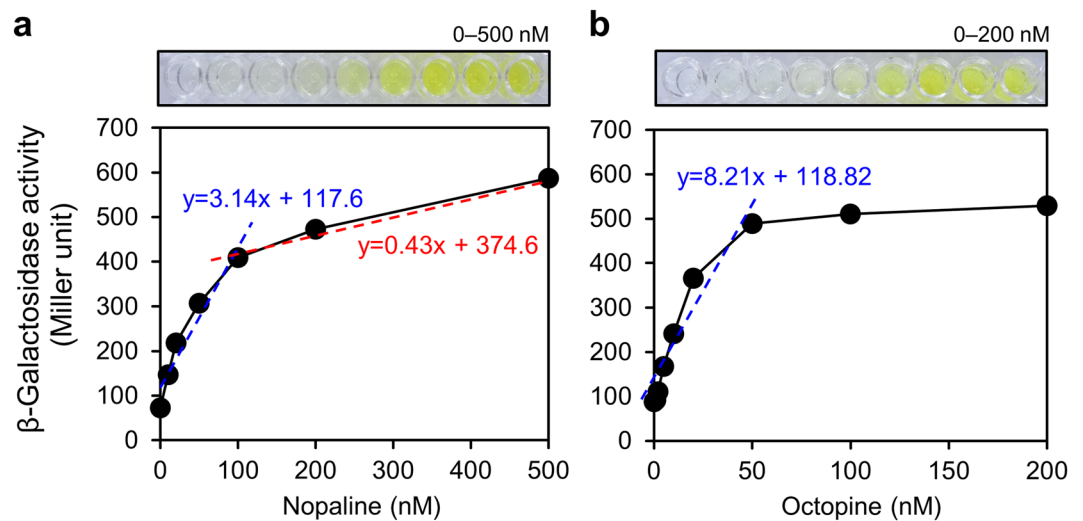 a
0–500 nM
b
0–200 nM
β-Galactosidase activity
(Miller unit)
700
600
500
400
300
200
100
0
y=3.14x + 117.6
y=0.43x + 374.6
0
100
200
300
400
500
Nopaline (nM)
700
600
500
400
300
200
100
0
y=8.21x + 118.82
0
50
100
150
200
Octopine (nM)